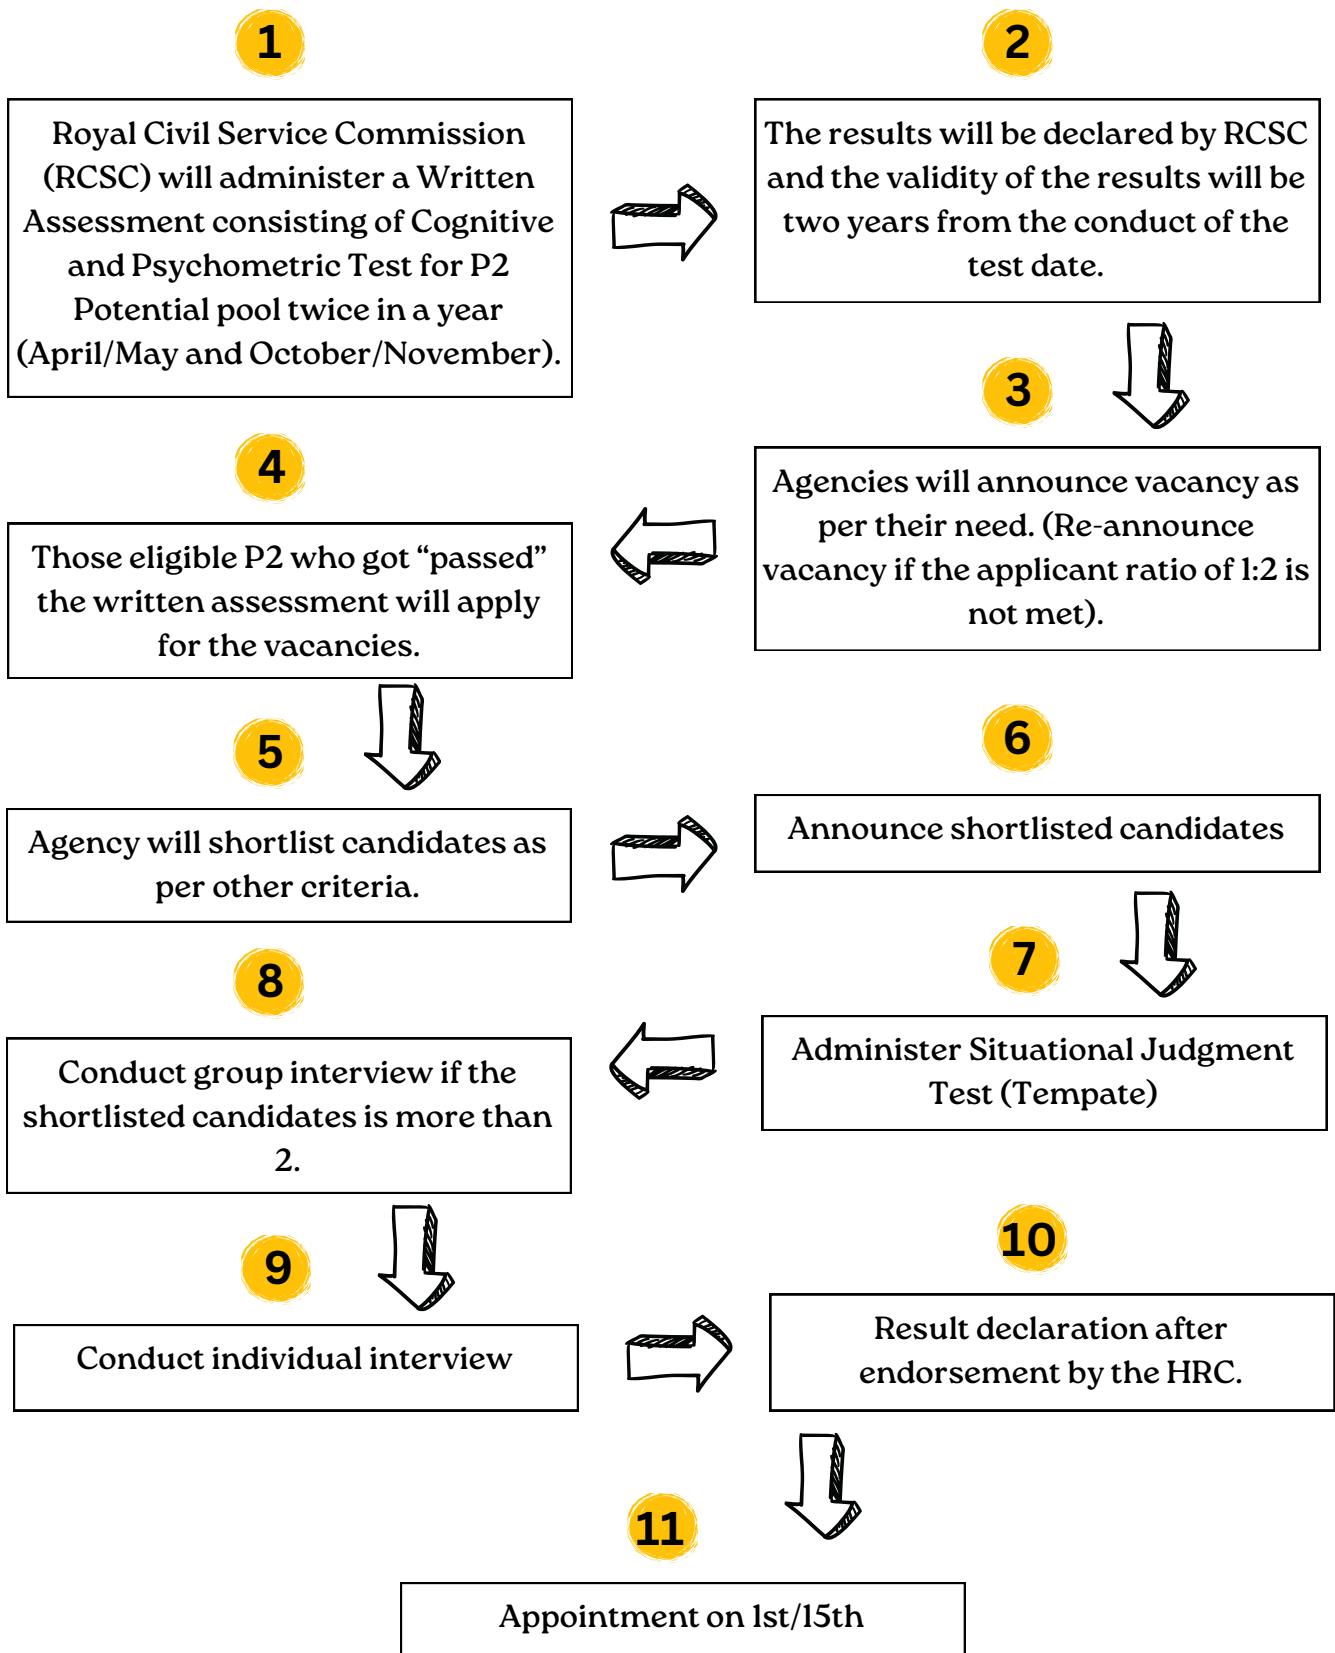 1
Royal Civil Service Commission
(RCSC) will administer a Written
Assessment consisting of Cognitive
and Psychometric Test for P2
Potential pool twice in a year
(April/May and October/November).
2
The results will be declared by RCSC
and the validity of the results will be
two years from the conduct of the
test date.
3
Agencies will announce vacancy as
per their need. (Re-announce
vacancy if the applicant ratio of 1:2 is
not met).
4
Those eligible P2 who got “passed”
the written assessment will apply
for the vacancies.
5
Agency will shortlist candidates as
per other criteria.
6
Announce shortlisted candidates
7
Administer Situational Judgment
Test (Tempate)
8
Conduct group interview if the
shortlisted candidates is more than
2.
9
Conduct individual interview
10
Result declaration after
endorsement by the HRC.
11
Appointment on 1st/15th